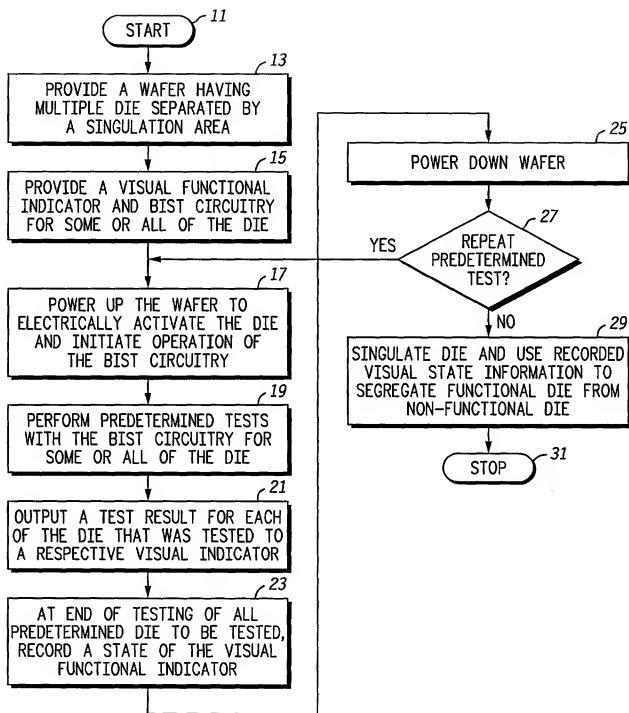 START
11
13
PROVIDE A WAFER HAVING
MULTIPLE DIE SEPARATED BY
A SINGULATION AREA
15
PROVIDE A VISUAL FUNCTIONAL
INDICATOR AND BIST CIRCUITRY
FOR SOME OR ALL OF THE DIE
17
POWER UP THE WAFER TO
ELECTRICALLY ACTIVATE THE DIE
AND INITIATE OPERATION OF
THE BIST CIRCUITRY
19
PERFORM PREDETERMINED TESTS
WITH THE BIST CIRCUITRY FOR
SOME OR ALL OF THE DIE
21
OUTPUT A TEST RESULT FOR EACH
OF THE DIE THAT WAS TESTED TO
A RESPECTIVE VISUAL INDICATOR
23
AT END OF TESTING OF ALL
PREDETERMINED DIE TO BE TESTED,
RECORD A STATE OF THE VISUAL
FUNCTIONAL INDICATOR
25
POWER DOWN WAFER
27
YES
REPEAT
PREDETERMINED
TEST?
NO
29
SINGULATE DIE AND USE RECORDED
VISUAL STATE INFORMATION TO
SEGREGATE FUNCTIONAL DIE FROM
NON-FUNCTIONAL DIE
31
STOP